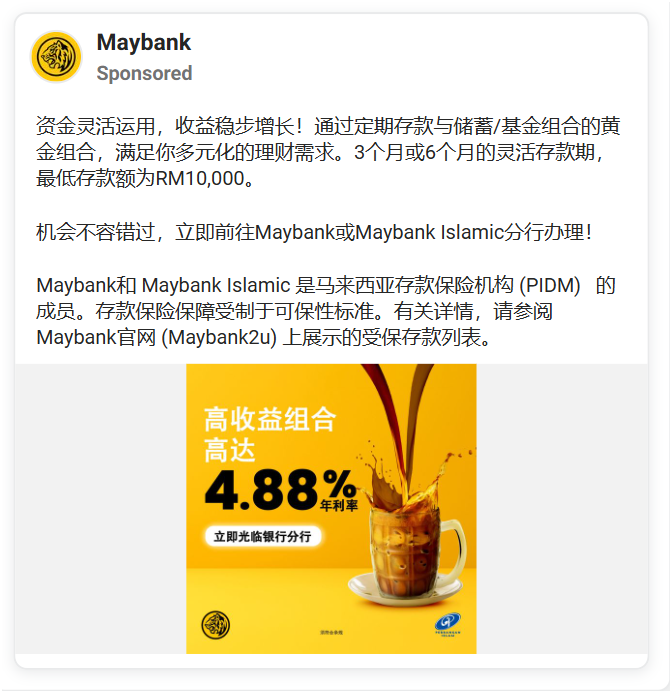 Maybank
Sponsored
资金灵活运用，收益稳步增长！通过定期存款与储蓄/基金组合的黄
金组合，满足你多元化的理财需求。3个月或6个月的灵活存款期，
最低存款额为RM10,000。
机会不容错过，立即前往Maybank或Maybank Islamic分行办理！
Maybank和 Maybank Islamic 是马来西亚存款保险机构 (PIDM) 的
成员。存款保险保障受制于可保性标准。有关详情，请参阅
Maybank官网 (Maybank2u) 上展示的受保存款列表。
高收益组合
高达
4.88%
年利率
立即光临银行分行